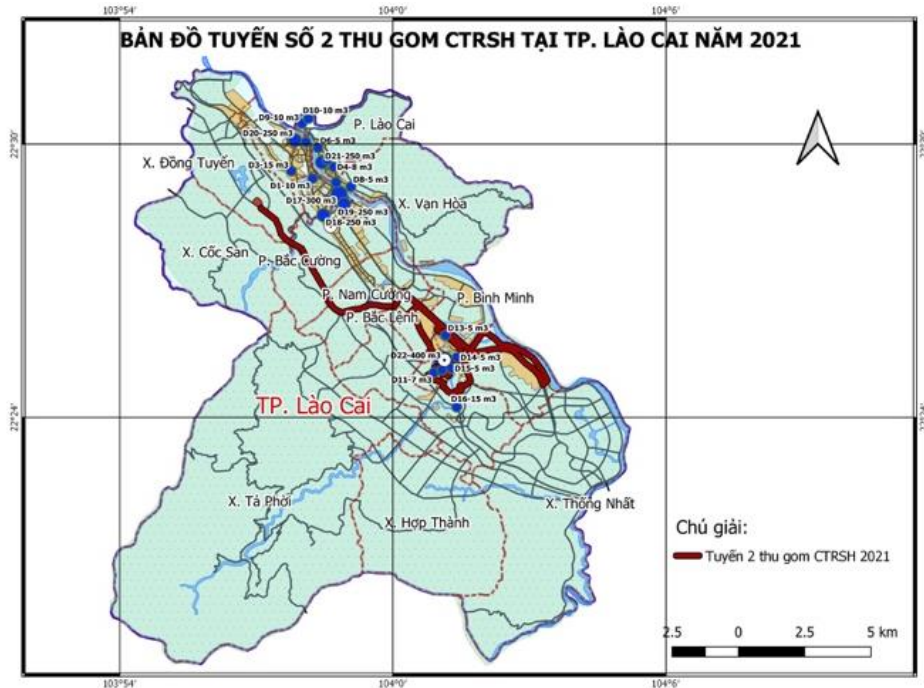 103°54'
104°0'
104°6'
BẢN ĐỒ TUYẾN SỐ 2 THU GOM CTRSH TẠI TP. LÀO CAI NĂM 2021
D10-10 m3
D9-10 m3
P. Lào Cai
D20-250 m3
D6-5 m3
22°30'
X. Đồng Tuyển
D21-250 m3
D3-15 m3
D4-8 m3
D8-5 m3
D1-10 m3
D17-300 m3
X. Vạn Hòa
D19-250 m3
D18-250 m3
X. Cốc San
P. Bắc Cường
P. Nam Cường
P. Bình Minh
P. Bắc Lệnh
D13-5 m3
D22-400 m3
D14-5 m3
D15-5 m3
D11-7 m3
D16-15 m3
TP. Lào Cai
22°24'
X. Tả Phời
X. Thống Nhất
X. Hợp Thành
Chú giải:
Tuyến 2 thu gom CTRSH 2021
2.5 0 2.5 5 km
103°54'
104°0'
104°6'